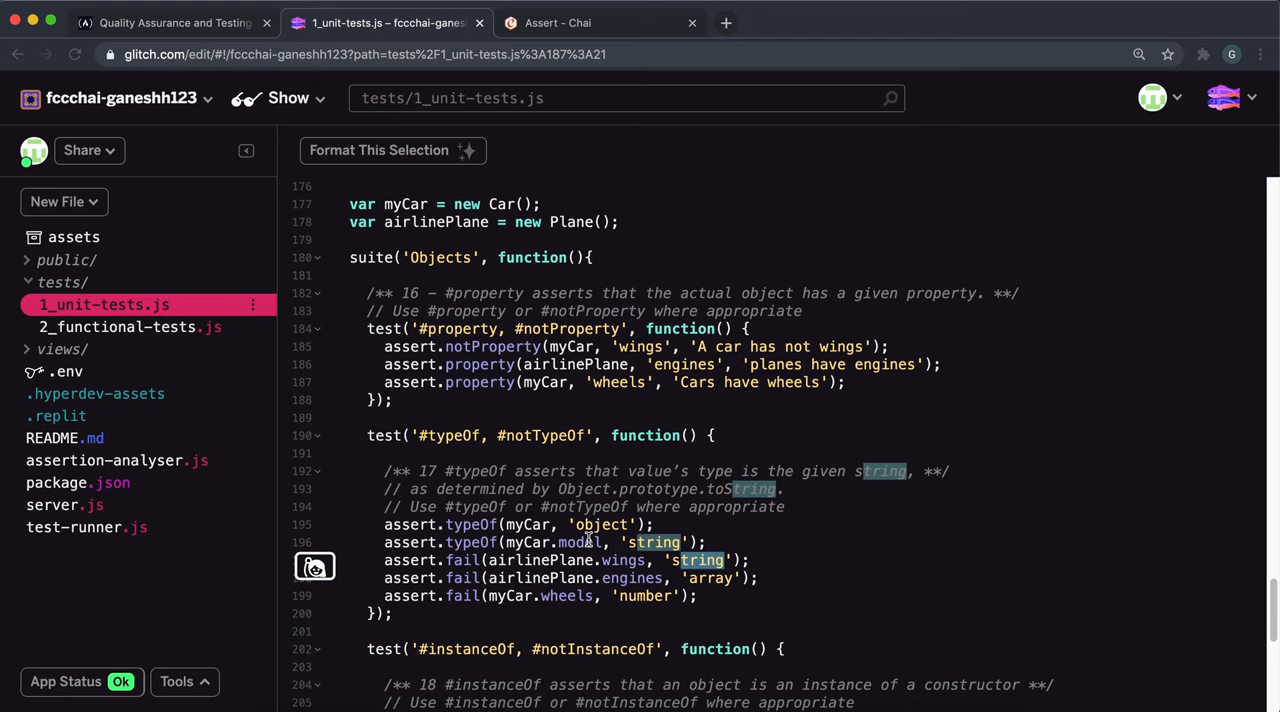 Quality Assurance and Testing
1_unit-tests.js – fccchai-ganesh
Assert - Chai
glitch.com/edit/#!/fccchai-ganeshh123?path=tests%2F1_unit-tests.js%3A187%3A21
G
fccchai-ganeshh123
Show
tests/1_unit-tests.js
Share
Format This Selection
New File
assets
public/
tests/
1_unit-tests.js
2_functional-tests.js
views/
.env
.hyperdev-assets
.replit
README.md
assertion-analyser.js
package.json
server.js
test-runner.js
App Status Ok
Tools
176
177 var myCar = new Car();
178 var airlinePlane = new Plane();
179
180 suite('Objects', function(){
181
182 /** 16 - #property asserts that the actual object has a given property. **/
183 // Use #property or #notProperty where appropriate
184 test('#property, #notProperty', function() {
185 assert.notProperty(myCar, 'wings', 'A car has not wings');
186 assert.property(airlinePlane, 'engines', 'planes have engines');
187 assert.property(myCar, 'wheels', 'Cars have wheels');
188 });
189
190 test('#typeOf, #notTypeOf', function() {
191
192 /** 17 #typeOf asserts that value’s type is the given string, **/
193 // as determined by Object.prototype.toString.
194 // Use #typeOf or #notTypeOf where appropriate
195 assert.typeOf(myCar, 'object');
196 assert.typeOf(myCar.model, 'string');
assert.fail(airlinePlane.wings, 'string');
assert.fail(airlinePlane.engines, 'array');
199 assert.fail(myCar.wheels, 'number');
200 });
201
202 test('#instanceOf, #notInstanceOf', function() {
203
204 /** 18 #instanceOf asserts that an object is an instance of a constructor **/
205 // Use #instanceOf or #notInstanceOf where appropriate